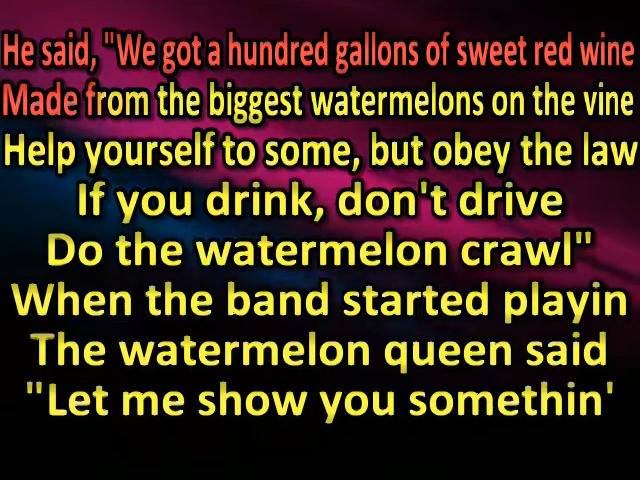 He said, "We got a hundred gallons of sweet red wine
Made from the biggest watermelons on the vine
Help yourself to some, but obey the law
If you drink, don't drive
Do the watermelon crawl"
When the band started playin
The watermelon queen said
"Let me show you somethin'